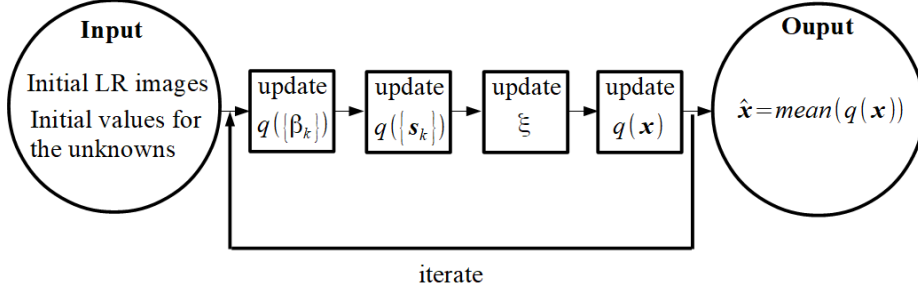 Input
Initial LR images
Initial values for
the unknowns
update
q({β_k})
update
q({s_k})
update
ξ
update
q(x)
Ouput
x̂=mean(q(x))
iterate